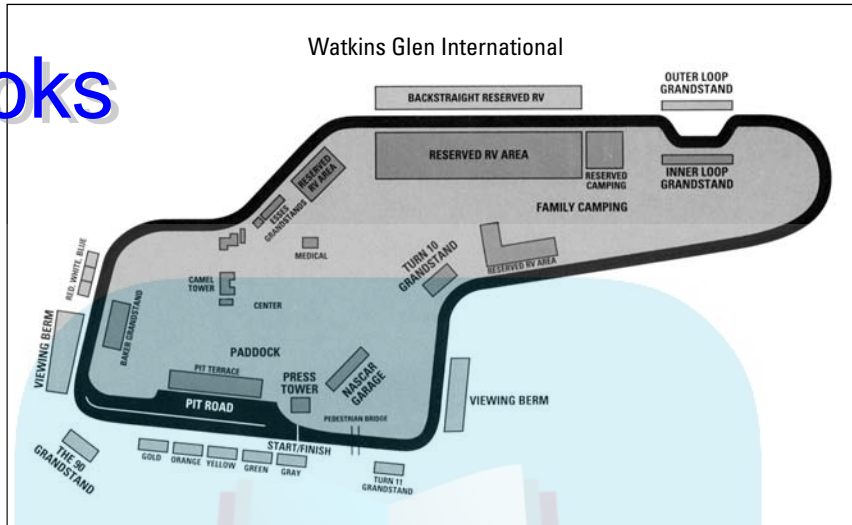 Watkins Glen International
oks
OUTER LOOP
GRANDSTAND
BACKSTRAIGHT RESERVED RV
RESERVED RV AREA
RESERVED
RV AREA
RESERVED
CAMPING
INNER LOOP
GRANDSTAND
ESSES
GRANDSTANDS
FAMILY CAMPING
MEDICAL
TURN 10
GRANDSTAND
RESERVED RV AREA
RED, WHITE, BLUE
CAMEL
TOWER
CENTER
BAKER GRANDSTAND
VIEWING BERM
PADDOCK
PIT TERRACE
PRESS
TOWER
NASCAR
GARAGE
PIT ROAD
VIEWING BERM
PEDESTRIAN BRIDGE
START/FINISH
THE 90
GRANDSTAND
GOLD
ORANGE
YELLOW
GREEN
GRAY
TURN 11
GRANDSTAND